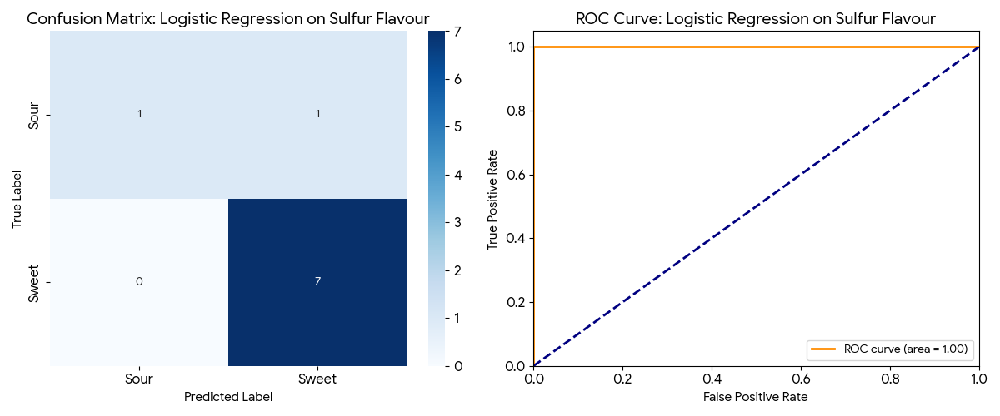 Confusion Matrix: Logistic Regression on Sulfur Flavour
True Label
Sour
Sweet
1
1
0
7
Sour
Sweet
Predicted Label
7
6
5
4
3
2
1
0
ROC Curve: Logistic Regression on Sulfur Flavour
True Positive Rate
1.0
0.8
0.6
0.4
0.2
0.0
ROC curve (area = 1.00)
0.0
0.2
0.4
0.6
0.8
1.0
False Positive Rate